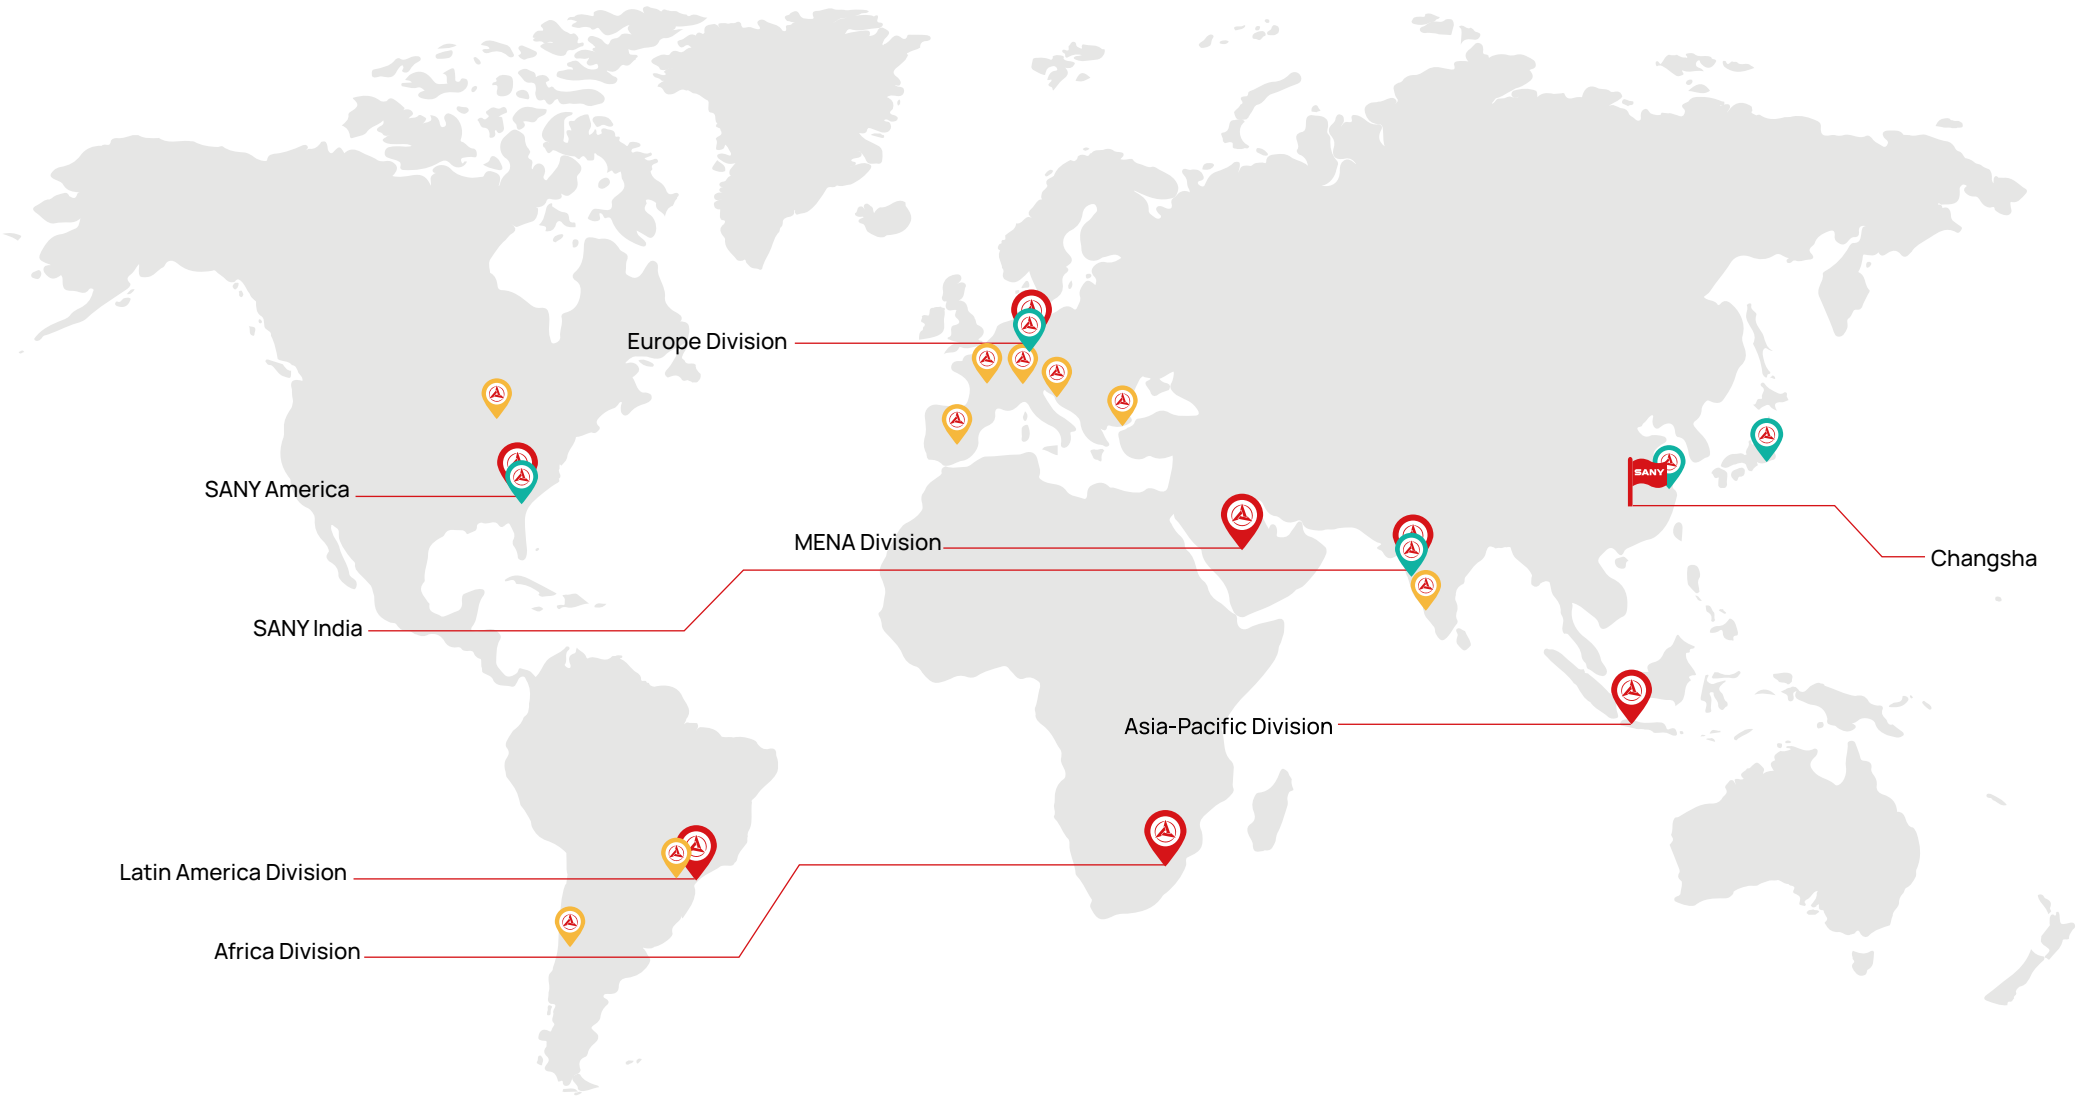 Europe Division
SANY
SANY America
MENA Division
Changsha
SANY India
Asia-Pacific Division
Latin America Division
Africa Division